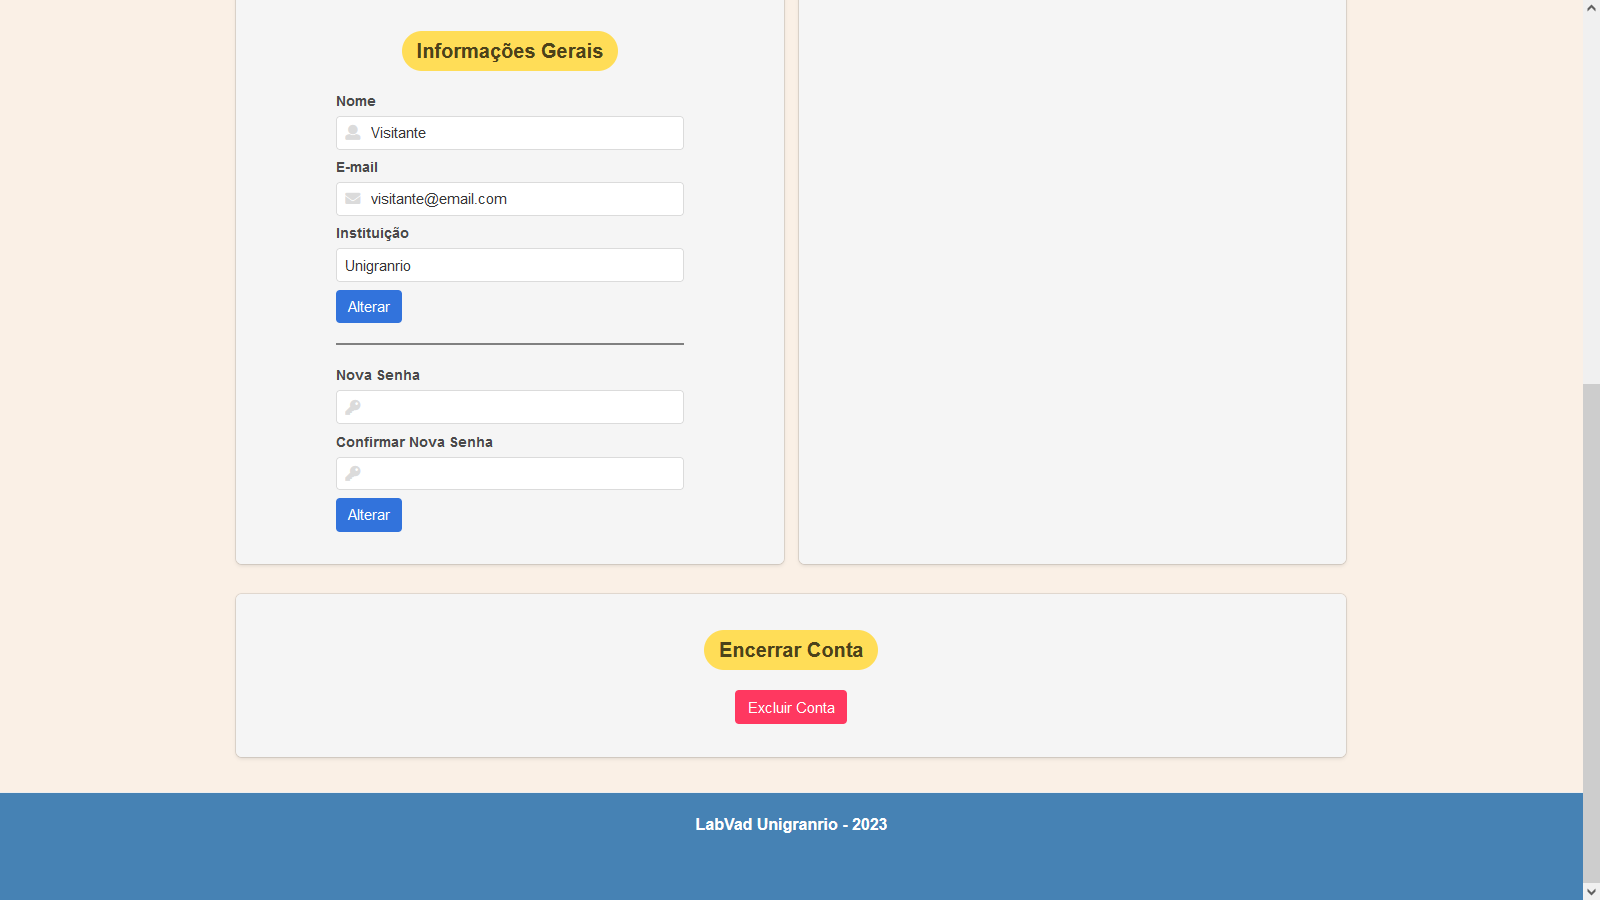 Informações Gerais
Nome
Visitante
E-mail
visitante@email.com
Instituição
Unigranrio
Alterar
Nova Senha
Confirmar Nova Senha
Alterar
Encerrar Conta
Excluir Conta
LabVad Unigranrio - 2023